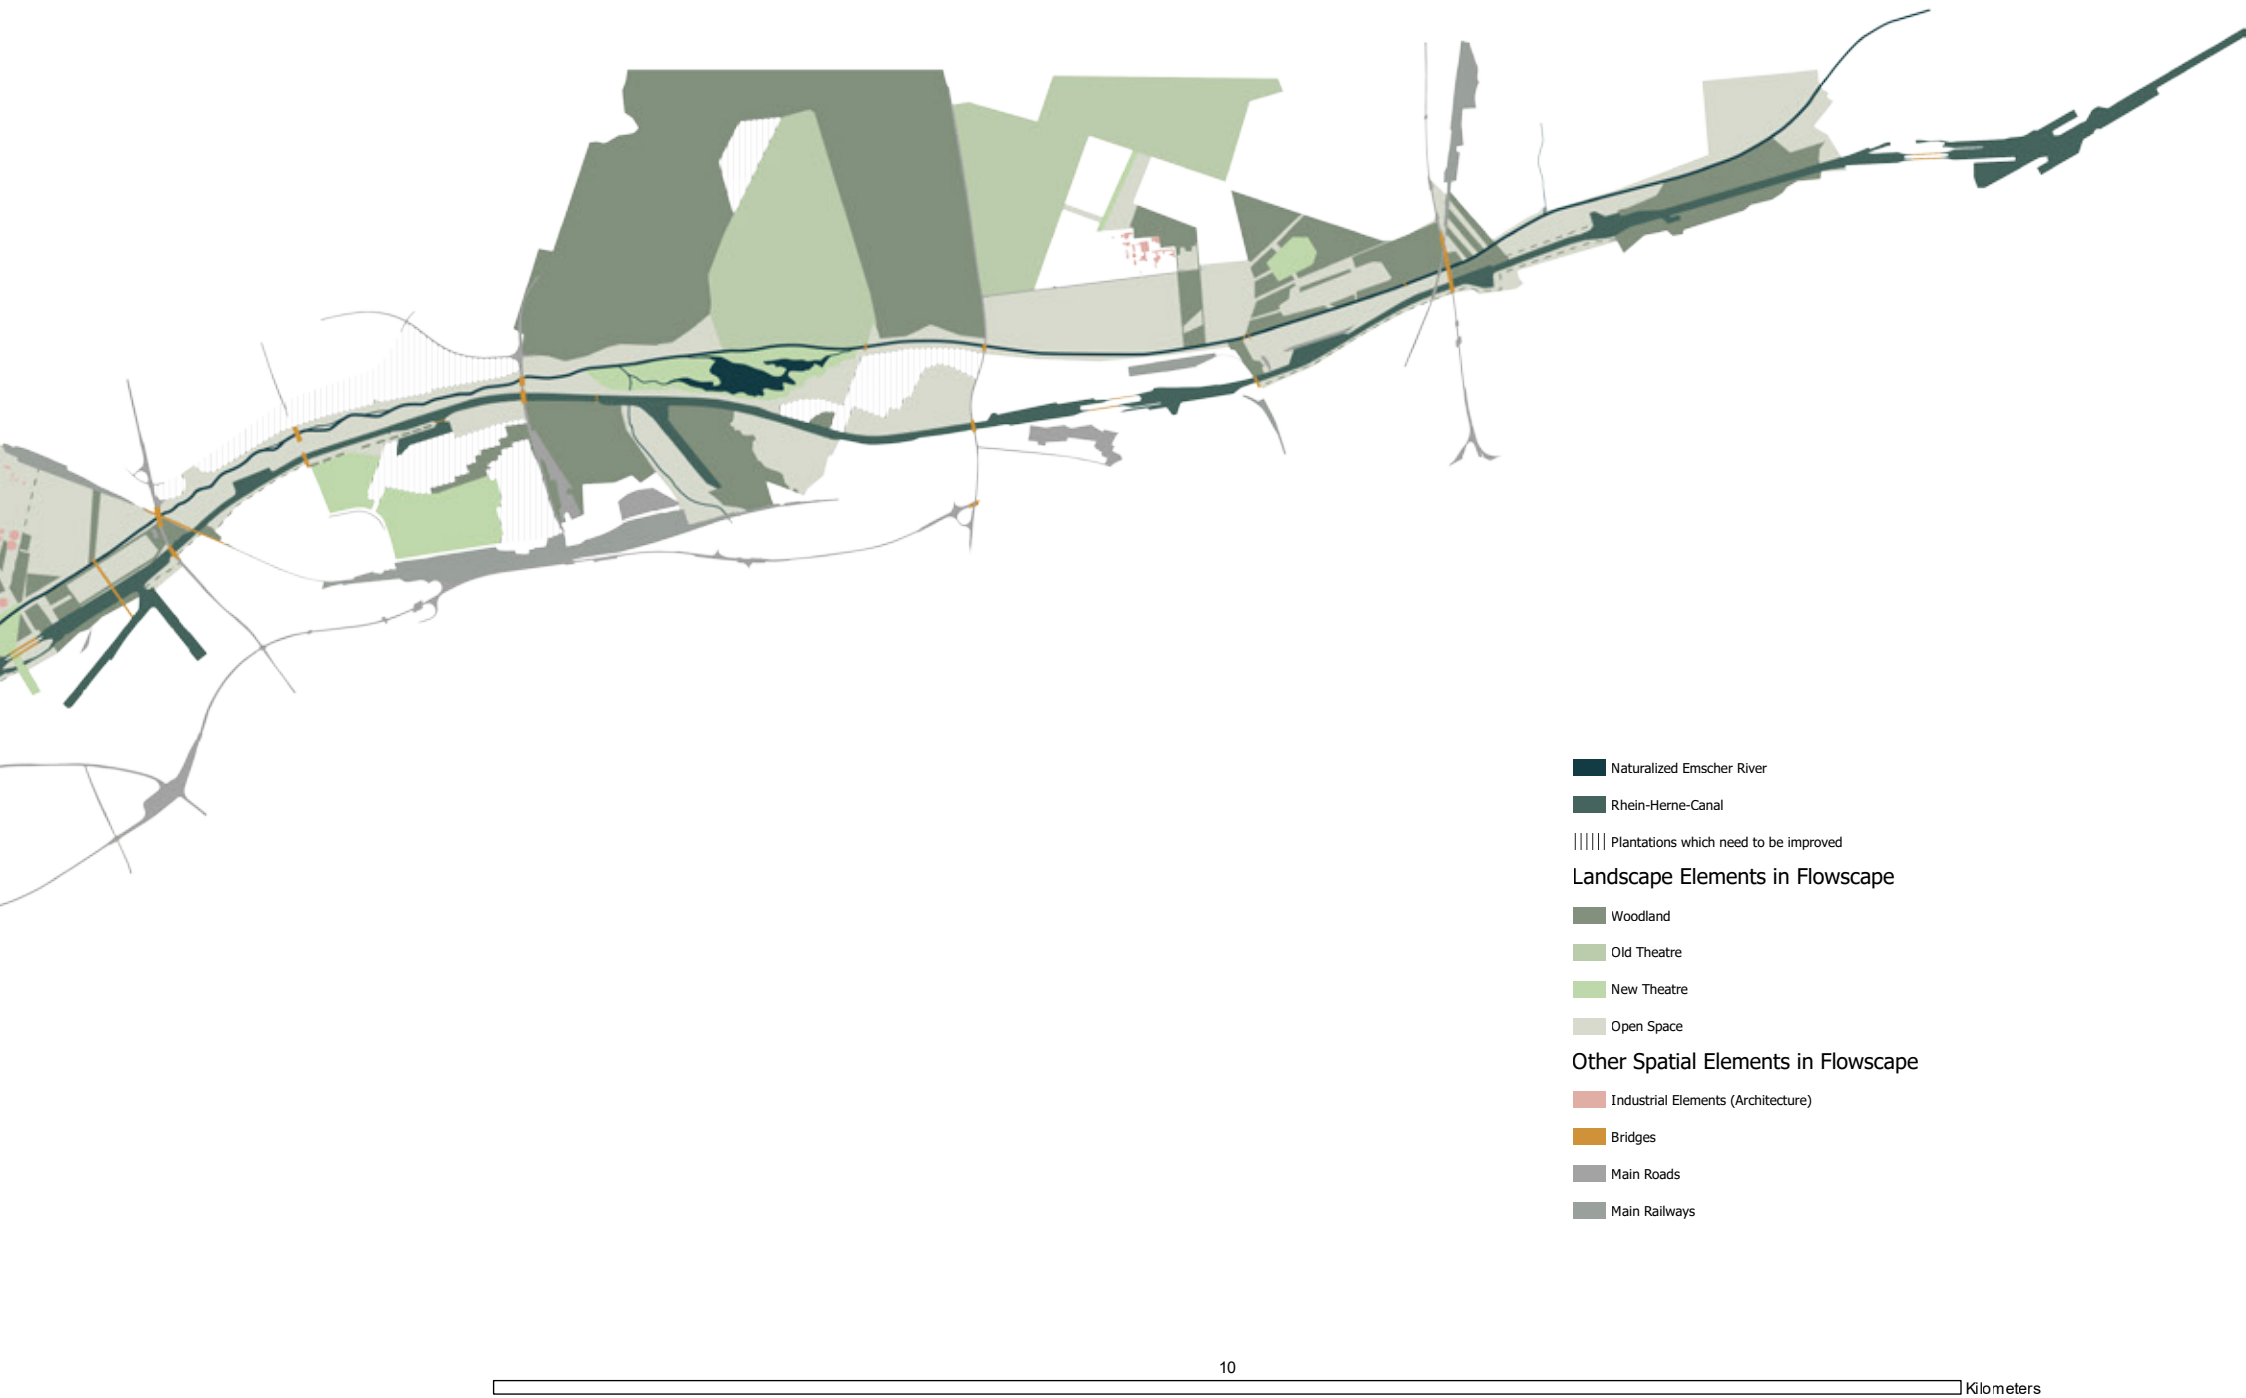 Naturalized Emscher River
Rhein-Herne-Canal
Plantations which need to be improved
Landscape Elements in Flowscape
Woodland
Old Theatre
New Theatre
Open Space
Other Spatial Elements in Flowscape
Industrial Elements (Architecture)
Bridges
Main Roads
Main Railways
10
Kilometers